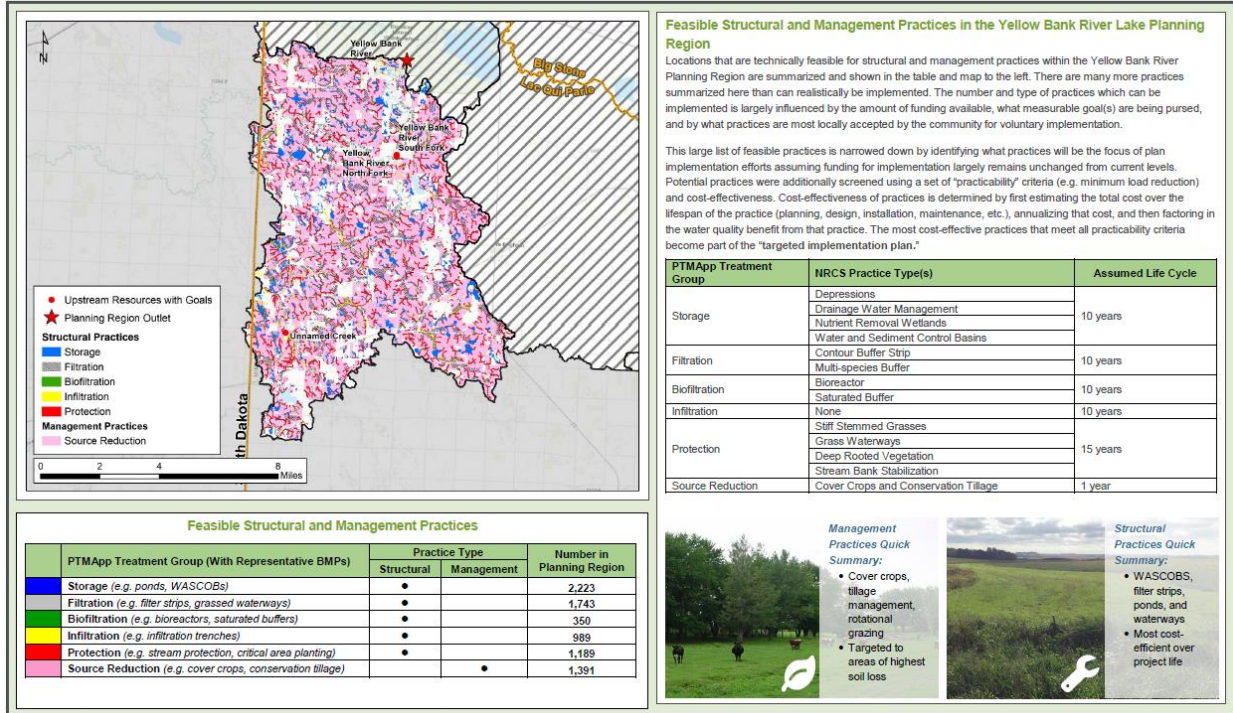 N
Yellow Bank
River
Big Stone
Lac Qui Parle
Yellow Bank
River
South Fork
Yellow
Bank River
North Fork
Unnamed Creek
th Dakota
Upstream Resources with Goals
Planning Region Outlet
Structural Practices
Storage
Filtration
Biofiltration
Infiltration
Protection
Management Practices
Source Reduction
0 2 4 8
Miles
Feasible Structural and Management Practices
PTMApp Treatment Group (With Representative BMPs) Practice Type Number in Planning Region
Structural Management
Storage (e.g. ponds, WASCOBs) • 2,223
Filtration (e.g. filter strips, grassed waterways) • 1,743
Biofiltration (e.g. bioreactors, saturated buffers) • 350
Infiltration (e.g. infiltration trenches) • 989
Protection (e.g. stream protection, critical area planting) • 1,189
Source Reduction (e.g. cover crops, conservation tillage) • 1,391
Feasible Structural and Management Practices in the Yellow Bank River Lake Planning
Region
Locations that are technically feasible for structural and management practices within the Yellow Bank River
Planning Region are summarized and shown in the table and map to the left. There are many more practices
summarized here than can realistically be implemented. The number and type of practices which can be
implemented is largely influenced by the amount of funding available, what measurable goal(s) are being pursed,
and by what practices are most locally accepted by the community for voluntary implementation.
This large list of feasible practices is narrowed down by identifying what practices will be the focus of plan
implementation efforts assuming funding for implementation largely remains unchanged from current levels.
Potential practices were additionally screened using a set of "practicability" criteria (e.g. minimum load reduction)
and cost-effectiveness. Cost-effectiveness of practices is determined by first estimating the total cost over the
lifespan of the practice (planning, design, installation, maintenance, etc.), annualizing that cost, and then factoring in
the water quality benefit from that practice. The most cost-effective practices that meet all practicability criteria
become part of the "targeted implementation plan."
PTMApp Treatment Group NRCS Practice Type(s) Assumed Life Cycle
Storage 10 years
Depressions
Drainage Water Management
Nutrient Removal Wetlands
Water and Sediment Control Basins
Filtration 10 years
Contour Buffer Strip
Multi-species Buffer
Biofiltration 10 years
Bioreactor
Saturated Buffer
Infiltration None 10 years
Protection 15 years
Stiff Stemmed Grasses
Grass Waterways
Deep Rooted Vegetation
Stream Bank Stabilization
Source Reduction Cover Crops and Conservation Tillage 1 year
Management
Practices Quick
Summary:
• Cover crops,
tillage
management,
rotational
grazing
• Targeted to
areas of highest
soil loss
Structural
Practices Quick
Summary:
• WASCOBS,
filter strips,
ponds, and
waterways
• Most cost-
efficient over
project life